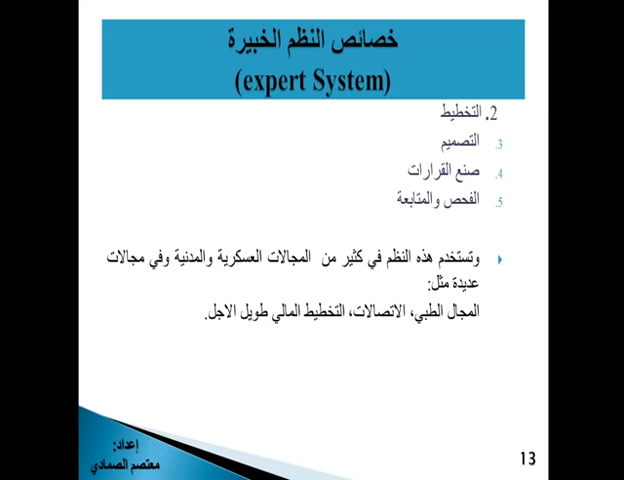 خصائص النظم الخبيرة
(expert System)
2. التخطيط
3. التصميم
4. صنع القرارات
5. الفحص والمتابعة
وتستخدم هذه النظم في كثير من المجالات العسكرية والمدنية وفي مجالات
عديدة مثل:
المجال الطبي، الاتصالات، التخطيط المالي طويل الاجل.
إعداد:
معتصم الصمادي
13